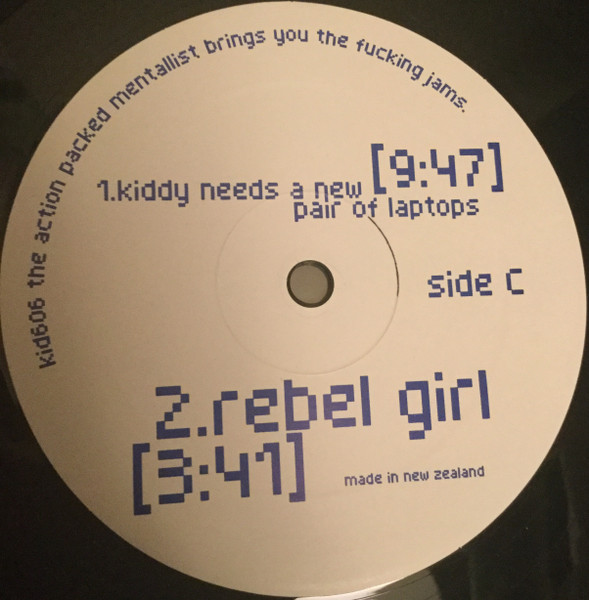 kid606 the action packed mentallist brings you the fucking jams.
1.kiddy needs a new [9:47]
pair of laptops
side C
2.rebel girl
[3:41]
made in new zealand